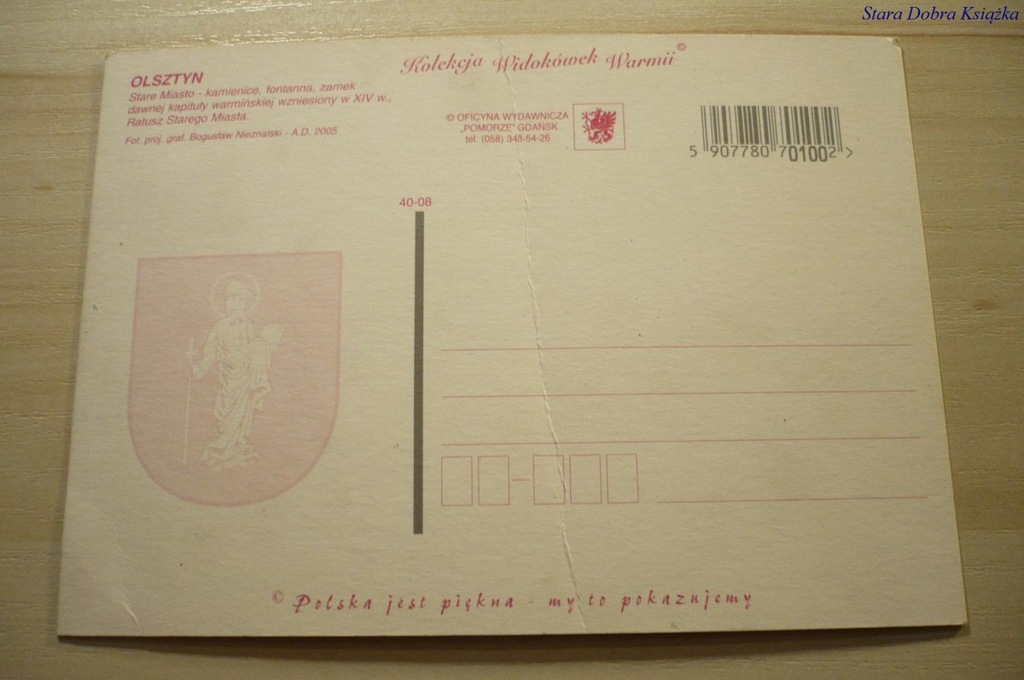 Stara Dobra Książka
Kolekcja Widokówek Warmii©
OLSZTYN
Stare Miasto - kamienice, fontanna, zamek
dawnej kapituły warmińskiej wzniesiony w XIV w.,
Ratusz Starego Miasta.
Fot. proj. graf. Bogusław Nieznalski - A.D. 2005
© OFICYNA WYDAWNICZA
„POMORZE" GDAŃSK
tel. (058) 348-54-26
5 907780 701002 >
40-08
© Polska jest piękna - my to pokazujemy